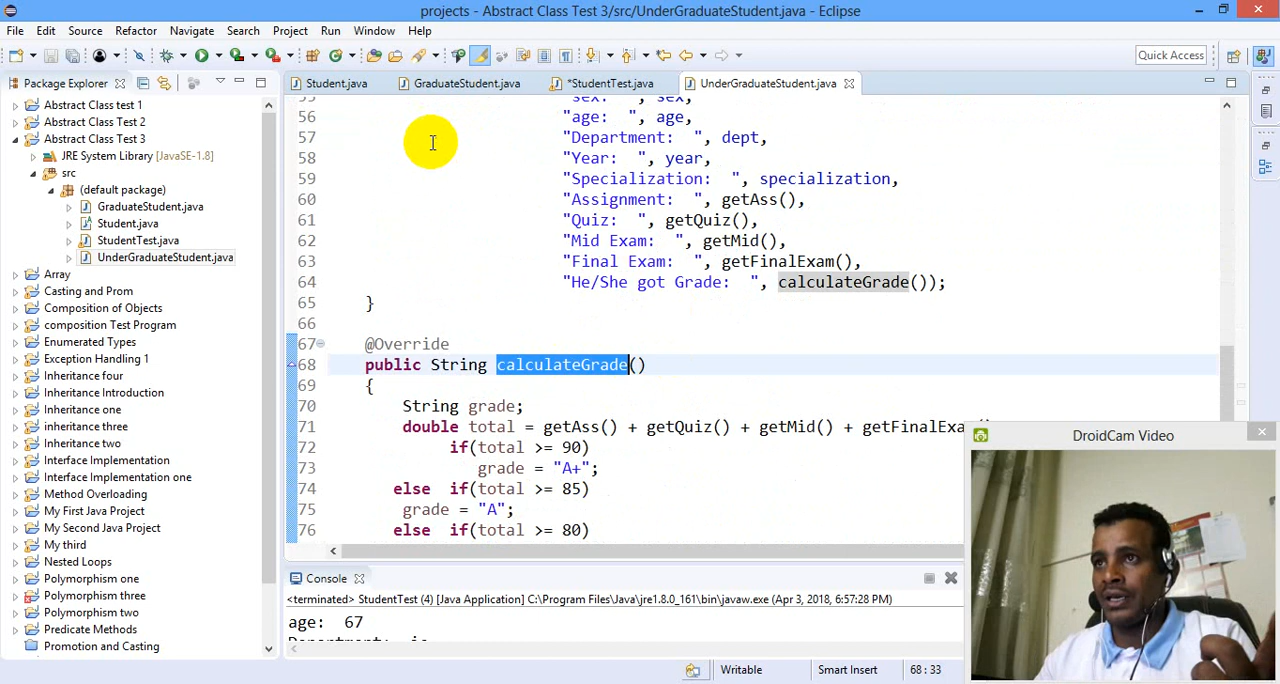 projects - Abstract Class Test 3/src/UnderGraduateStudent.java - Eclipse
File Edit Source Refactor Navigate Search Project Run Window Help
Quick Access
Package Explorer
Abstract Class test 1
Abstract Class Test 2
Abstract Class Test 3
JRE System Library [JavaSE-1.8]
src
(default package)
GraduateStudent.java
Student.java
StudentTest.java
UnderGraduateStudent.java
Array
Casting and Prom
Composition of Objects
composition Test Program
Enumerated Types
Exception Handling 1
Inheritance four
Inheritance Introduction
Inheritance one
inheritance three
Inheritance two
Interface Implementation
Interface Implementation one
Method Overloading
My First Java Project
My Second Java Project
My third
Nested Loops
Polymorphism one
Polymorphism three
Polymorphism two
Predicate Methods
Promotion and Casting
Student.java GraduateStudent.java *StudentTest.java UnderGraduateStudent.java
55 "sex: ", sex,
56 "age: ", age,
57 "Department: ", dept,
58 "Year: ", year,
59 "Specialization: ", specialization,
60 "Assignment: ", getAss(),
61 "Quiz: ", getQuiz(),
62 "Mid Exam: ", getMid(),
63 "Final Exam: ", getFinalExam(),
64 "He/She got Grade: ", calculateGrade());
65 }
66
67 @Override
68 public String calculateGrade()
69 {
70 String grade;
71 double total = getAss() + getQuiz() + getMid() + getFinalExa
72 if(total >= 90)
73 grade = "A+";
74 else if(total >= 85)
75 grade = "A";
76 else if(total >= 80)
DroidCam Video
Console
<terminated> StudentTest (4) [Java Application] C:\Program Files\Java\jre1.8.0_161\bin\javaw.exe (Apr 3, 2018, 6:57:28 PM)
age: 67
Writable Smart Insert 68 : 33